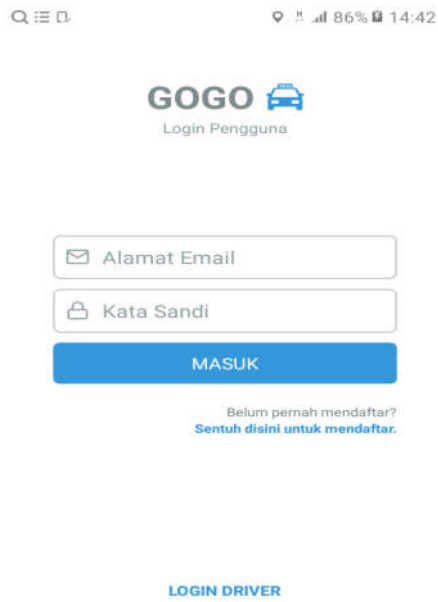 86% 14:42
GOGO
Login Pengguna
Alamat Email
Kata Sandi
MASUK
Belum pernah mendaftar?
Sentuh disini untuk mendaftar.
LOGIN DRIVER